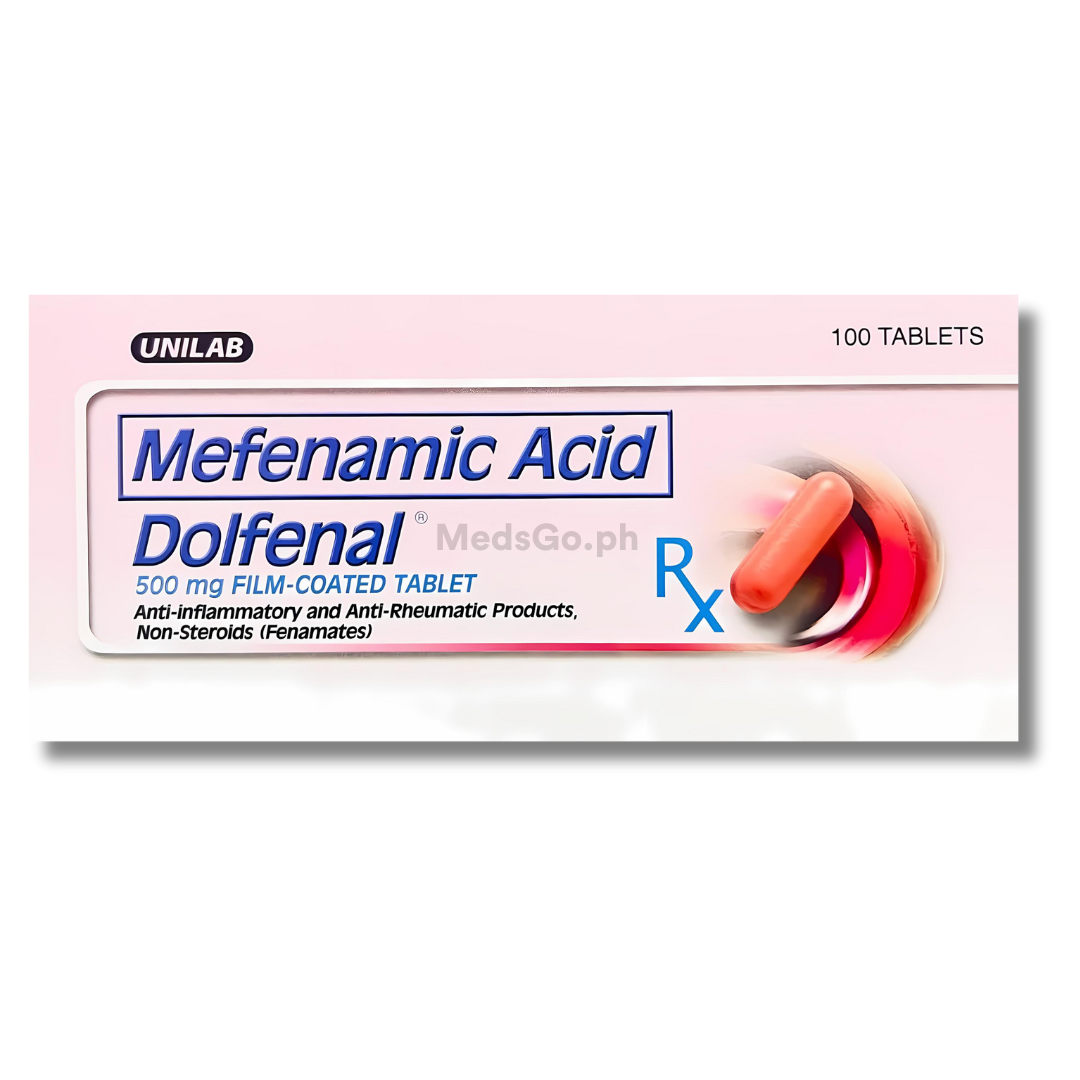 UNILAB
100 TABLETS
Mefenamic Acid
Dolfenal®
MedsGo.ph
500 mg FILM-COATED TABLET
Rx
Anti-inflammatory and Anti-Rheumatic Products,
Non-Steroids (Fenamates)